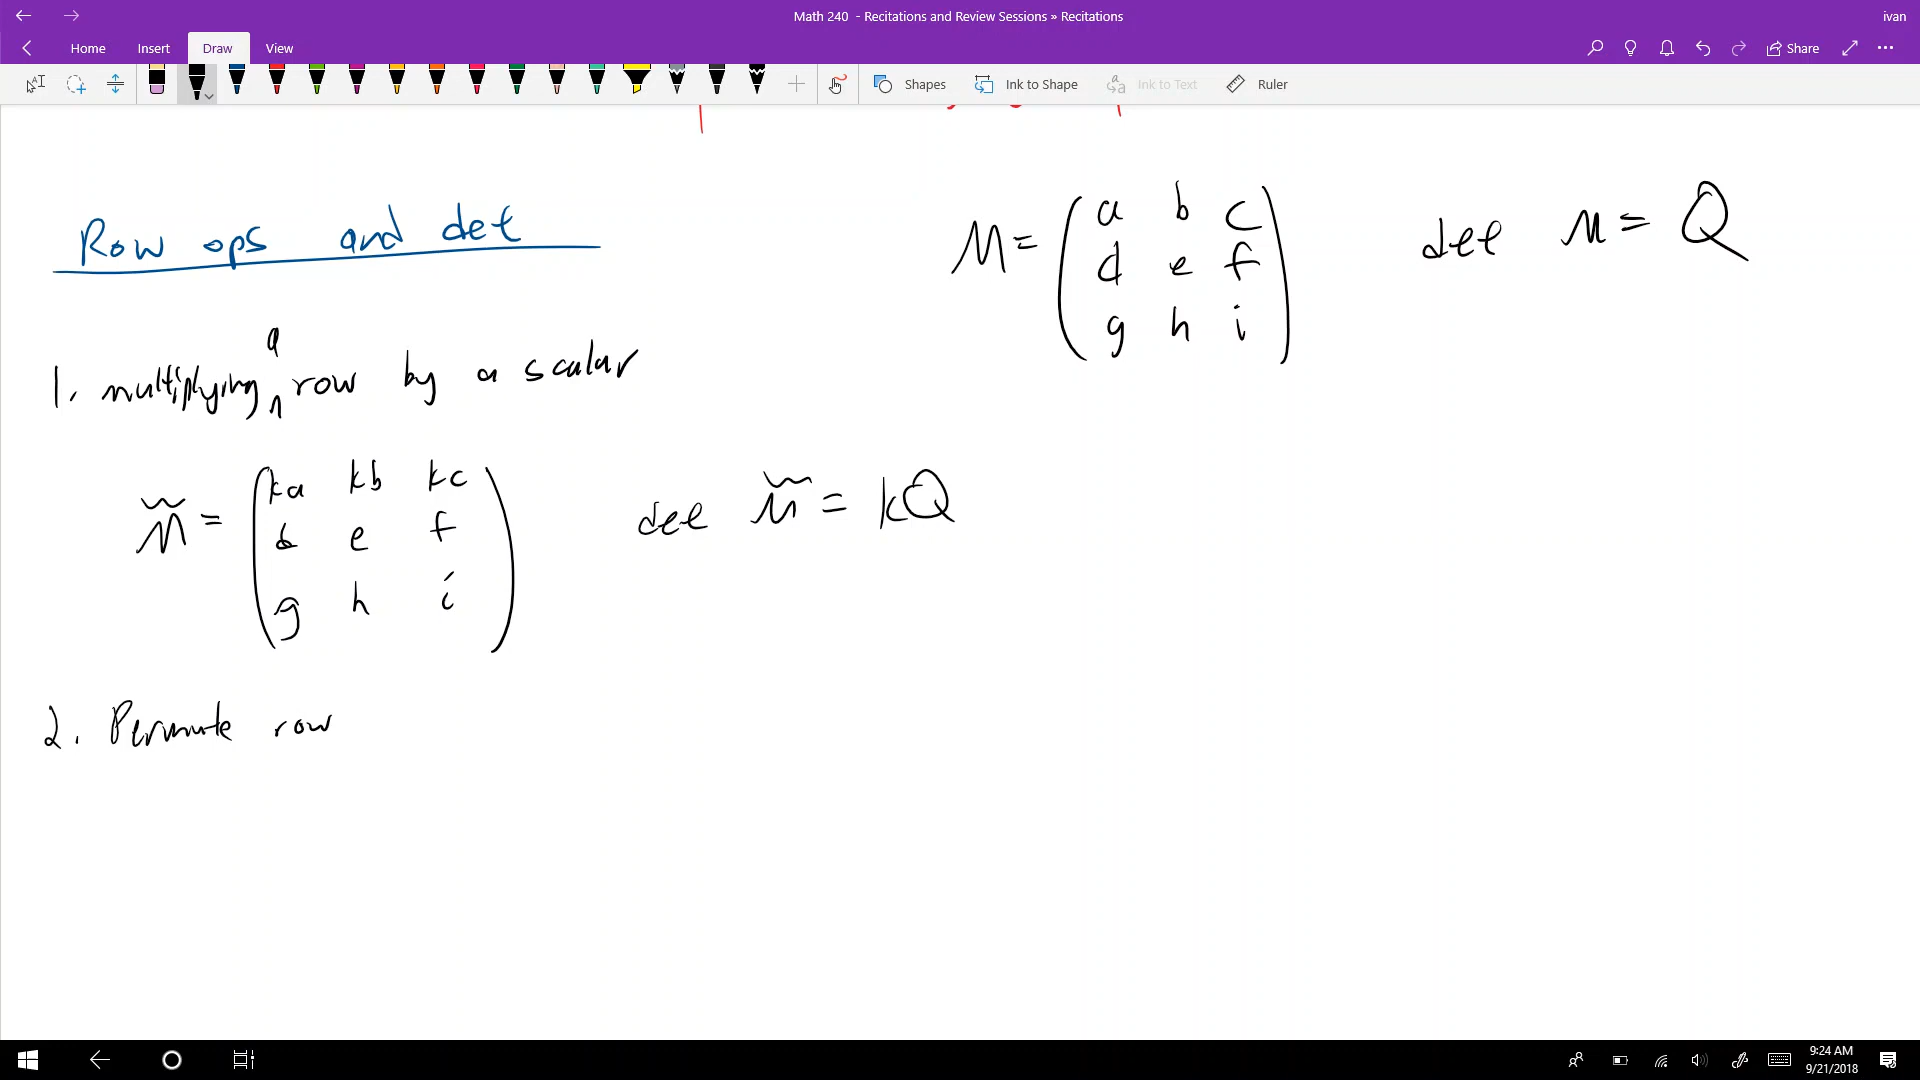 Math 240 - Recitations and Review Sessions » Recitations
ivan
Home Insert Draw View
Share
Shapes Ink to Shape Ink to Text Ruler
Row ops and det
M = ( a b c
d e f
g h i )
det M = Q
1. multiplying a row by a scalar
M̃ = ( ka kb kc
d e f
g h i )
det M̃ = kQ
2. Permute row
9:24 AM
9/21/2018